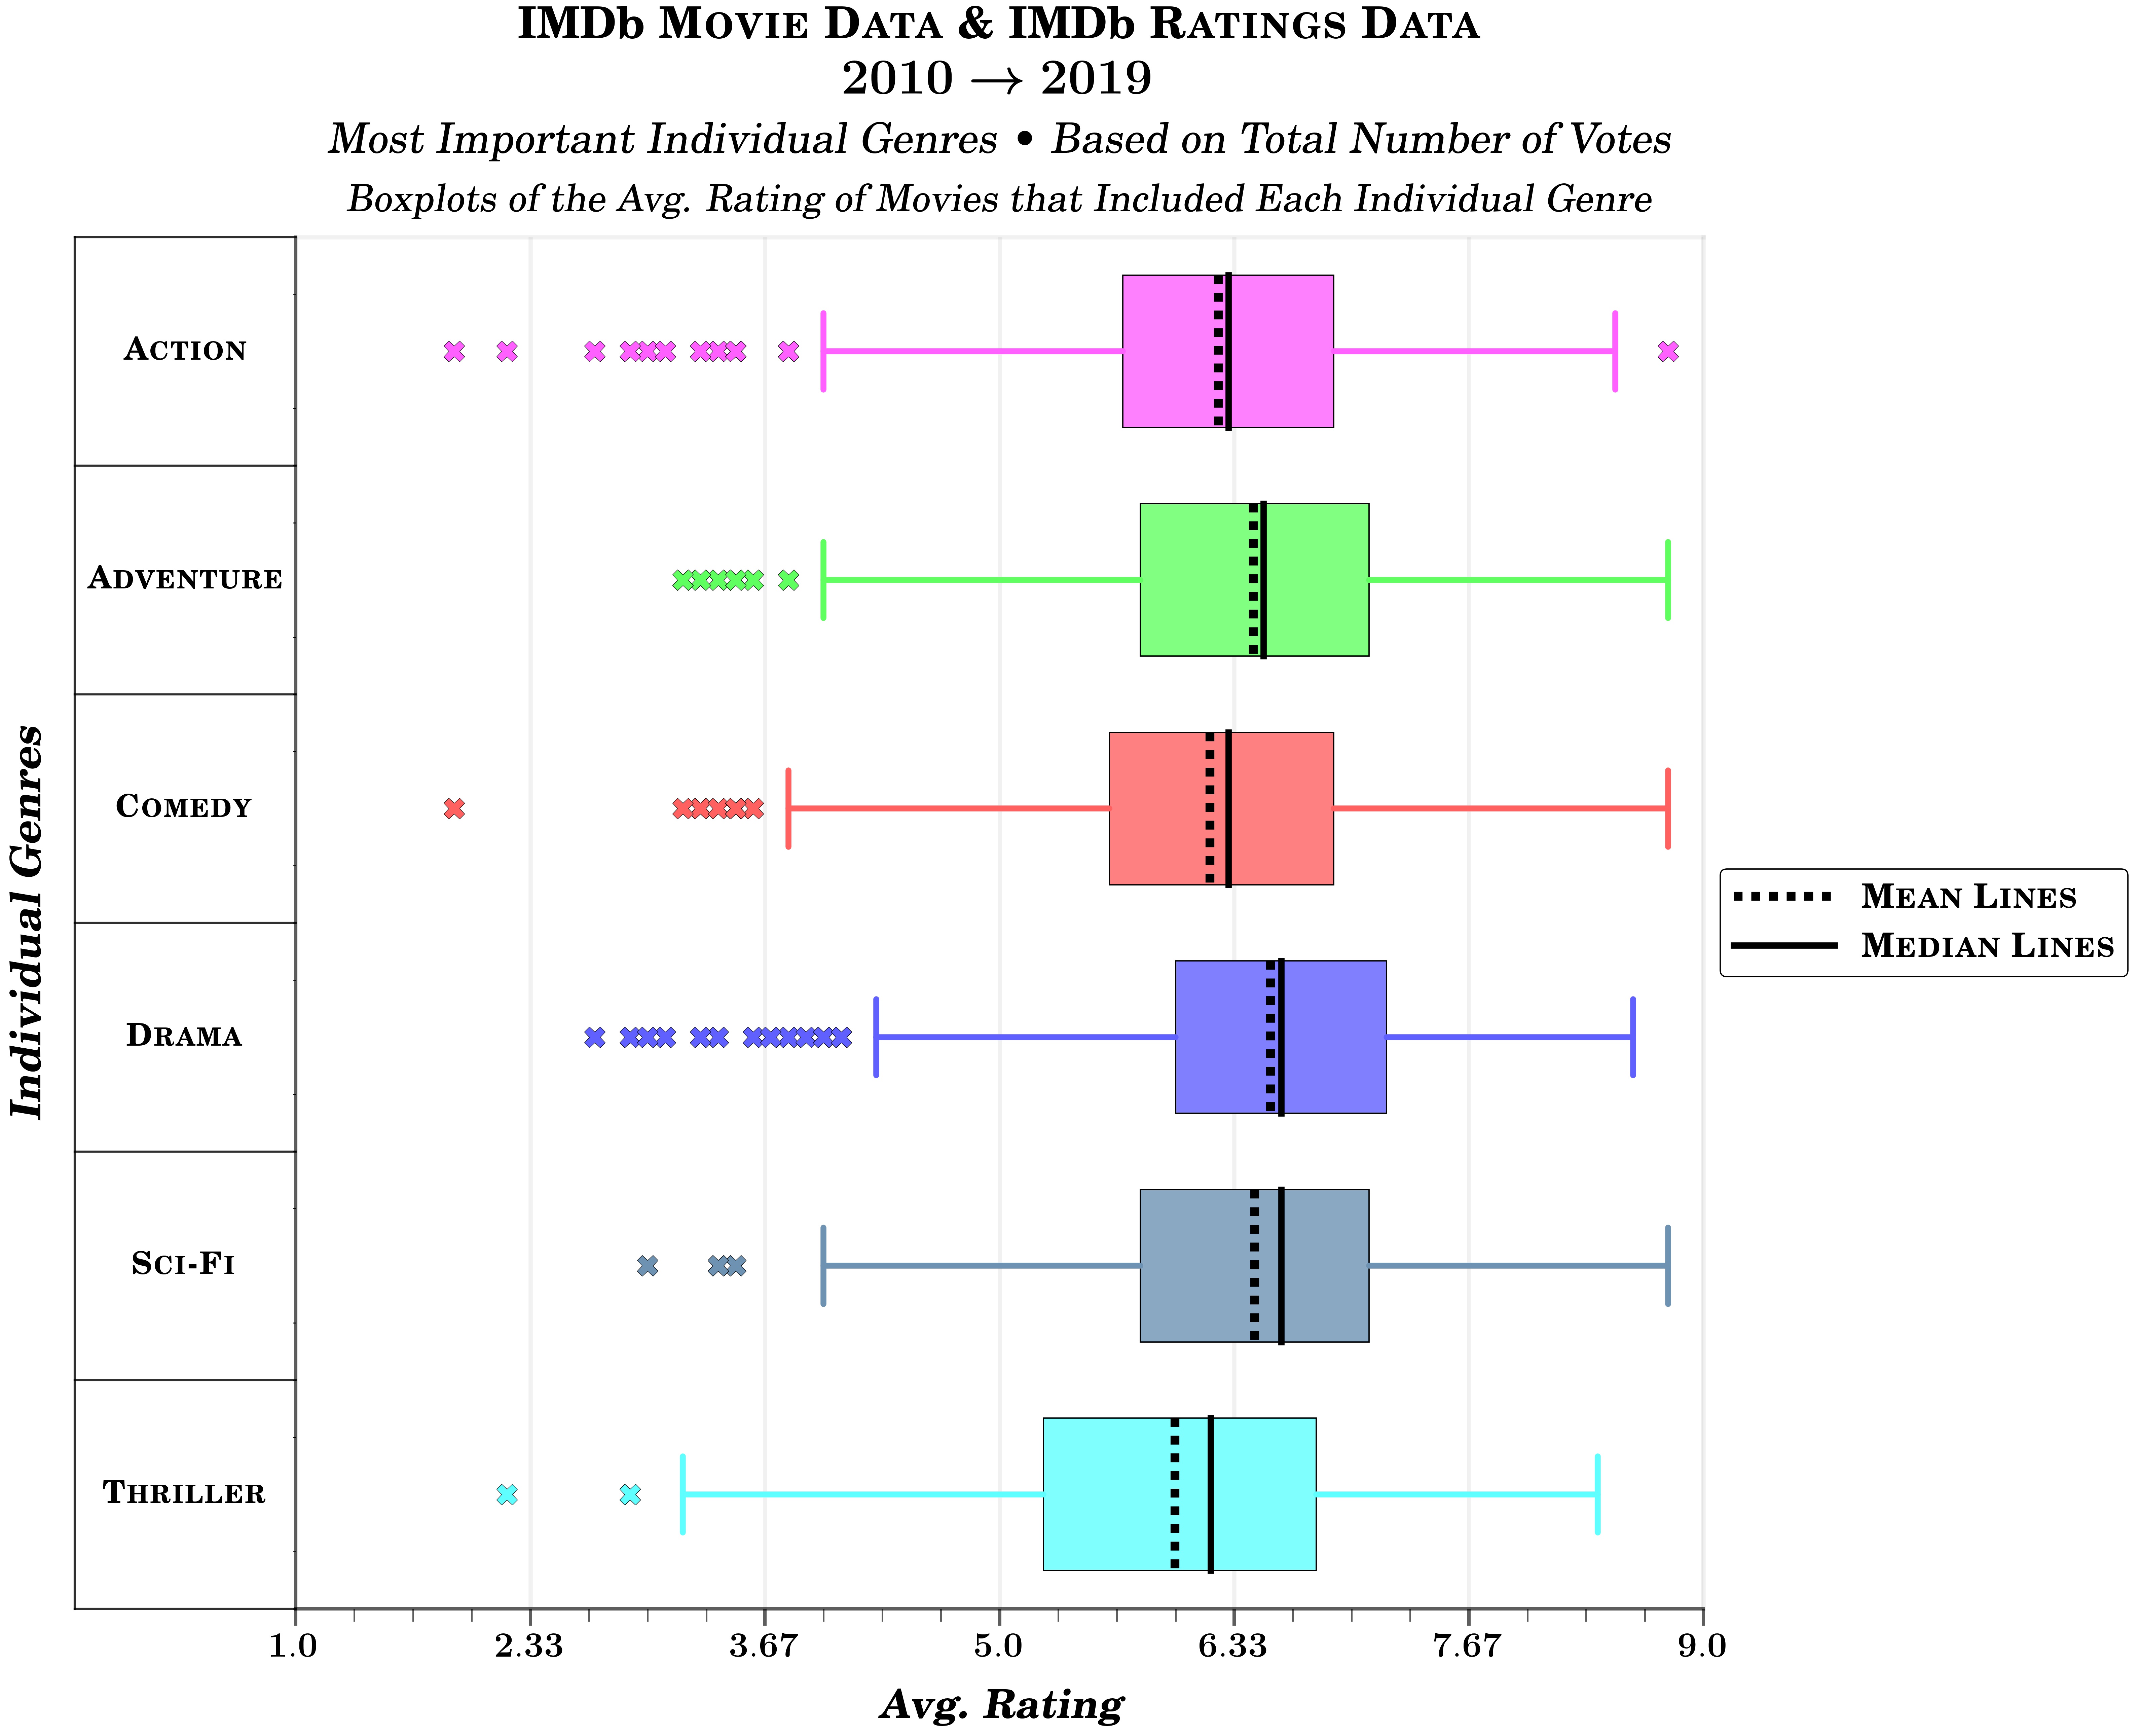 IMDb Movie Data & IMDb Ratings Data
2010 → 2019
Most Important Individual Genres • Based on Total Number of Votes
Boxplots of the Avg. Rating of Movies that Included Each Individual Genre
Individual Genres
Action
Adventure
Comedy
Drama
Sci-Fi
Thriller
Mean Lines
Median Lines
1.0 2.33 3.67 5.0 6.33 7.67 9.0
Avg. Rating